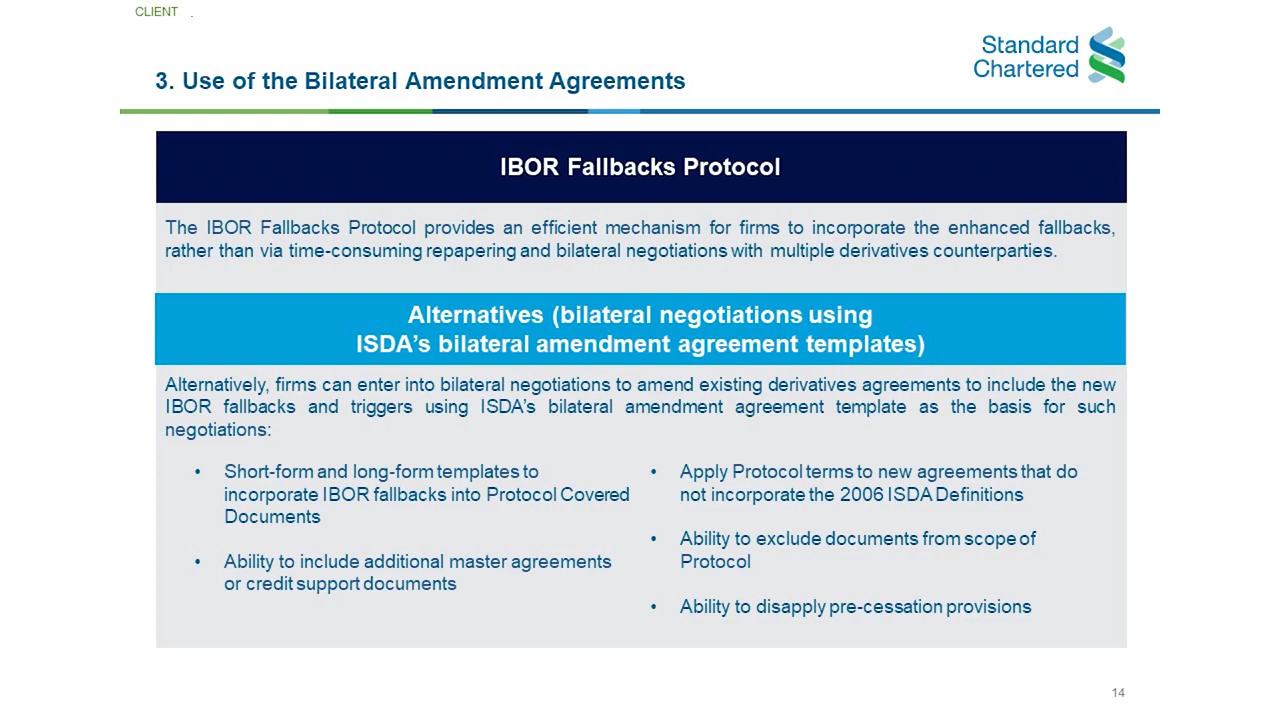 CLIENT .
Standard
Chartered
3. Use of the Bilateral Amendment Agreements
IBOR Fallbacks Protocol
The IBOR Fallbacks Protocol provides an efficient mechanism for firms to incorporate the enhanced fallbacks,
rather than via time-consuming repapering and bilateral negotiations with multiple derivatives counterparties.
Alternatives (bilateral negotiations using
ISDA’s bilateral amendment agreement templates)
Alternatively, firms can enter into bilateral negotiations to amend existing derivatives agreements to include the new
IBOR fallbacks and triggers using ISDA’s bilateral amendment agreement template as the basis for such
negotiations:
• Short-form and long-form templates to
incorporate IBOR fallbacks into Protocol Covered
Documents
• Ability to include additional master agreements
or credit support documents
• Apply Protocol terms to new agreements that do
not incorporate the 2006 ISDA Definitions
• Ability to exclude documents from scope of
Protocol
• Ability to disapply pre-cessation provisions
14